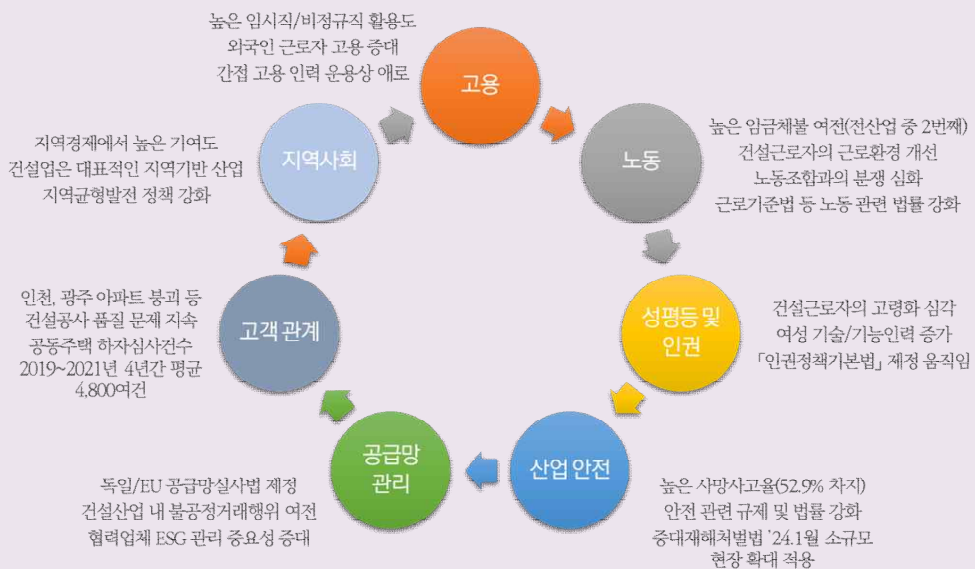 고용
높은 임시직/비정규직 활용도
외국인 근로자 고용 증대
간접 고용 인력 운용상 애로
노동
높은 임금체불 여전(전산업 중 2번째)
건설근로자의 근로환경 개선
노동조합과의 분쟁 심화
근로기준법 등 노동 관련 법률 강화
성평등 및
인권
건설근로자의 고령화 심각
여성 기술/기능인력 증가
「인권정책기본법」 제정 움직임
산업 안전
높은 사망사고율(52.9% 차지)
안전 관련 규제 및 법률 강화
중대재해처벌법 '24.1월 소규모
현장 확대 적용
공급망
관리
독일/EU 공급망실사법 제정
건설산업 내 불공정거래행위 여전
협력업체 ESG 관리 중요성 증대
고객 관계
인천, 광주 아파트 붕괴 등
건설공사 품질 문제 지속
공동주택 하자심사건수
2019~2021년 4년간 평균
4,800여건
지역사회
지역경제에서 높은 기여도
건설업은 대표적인 지역기반 산업
지역균형발전 정책 강화